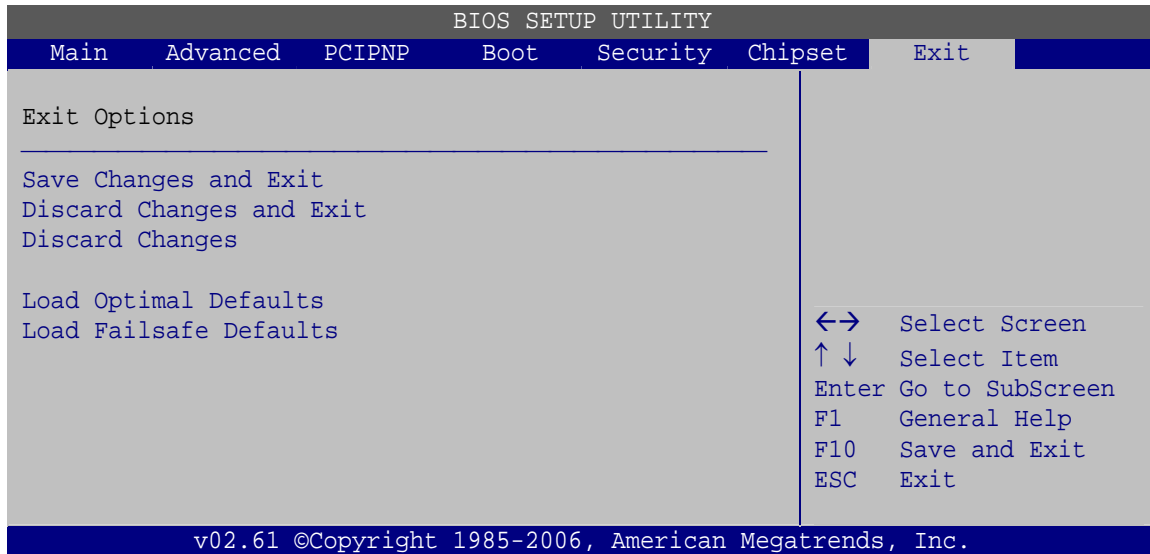 BIOS SETUP UTILITY
Main Advanced PCIPNP Boot Security Chipset Exit
Exit Options
Save Changes and Exit
Discard Changes and Exit
Discard Changes
Load Optimal Defaults
Load Failsafe Defaults
←→ Select Screen
↑ ↓ Select Item
Enter Go to SubScreen
F1 General Help
F10 Save and Exit
ESC Exit
v02.61 ©Copyright 1985-2006, American Megatrends, Inc.